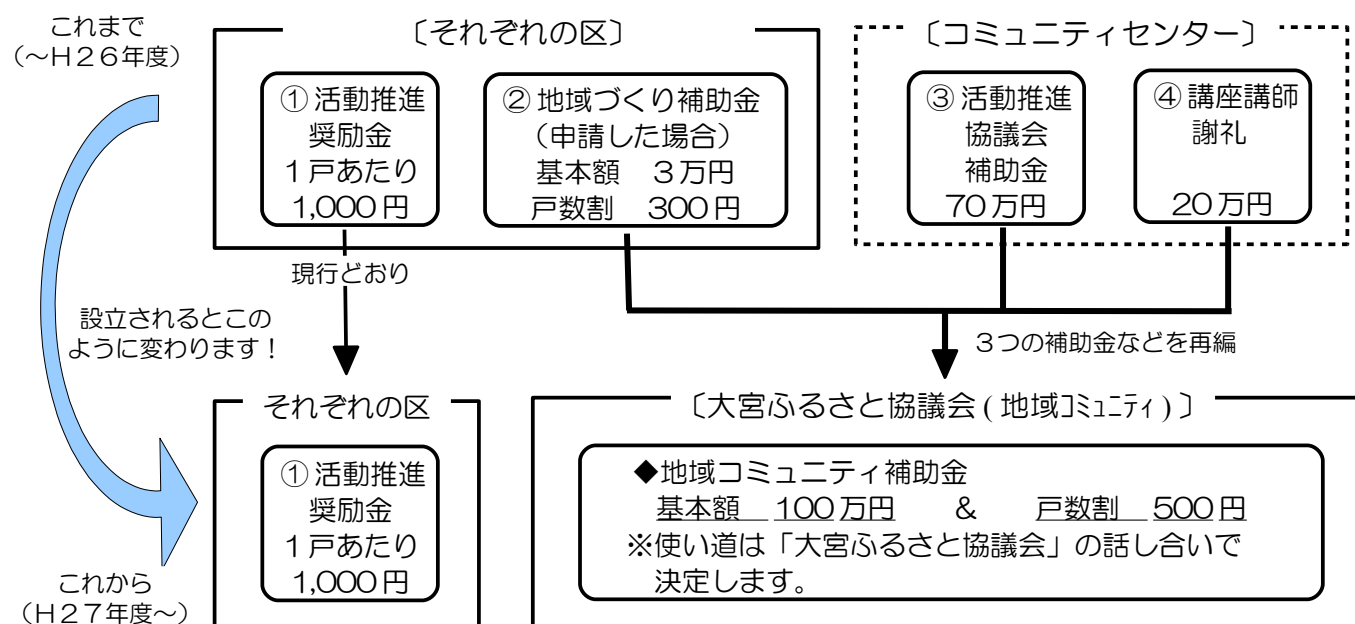 これまで
（～Ｈ２６年度）
〔それぞれの区〕
① 活動推進
奨励金
１戸あたり
1,000円
② 地域づくり補助金
（申請した場合）
基本額　３万円
戸数割　300円
〔コミュニティセンター〕
③ 活動推進
協議会
補助金
70万円
④ 講座講師
謝礼
20万円
現行どおり
設立されるとこの
ように変わります！
３つの補助金などを再編
それぞれの区
① 活動推進
奨励金
１戸あたり
1,000円
〔大宮ふるさと協議会(地域ｺﾐｭﾆﾃｨ)〕
◆地域コミュニティ補助金
基本額　100万円　＆　戸数割　500円
※使い道は「大宮ふるさと協議会」の話し合いで
決定します。
これから
（Ｈ２７年度～）